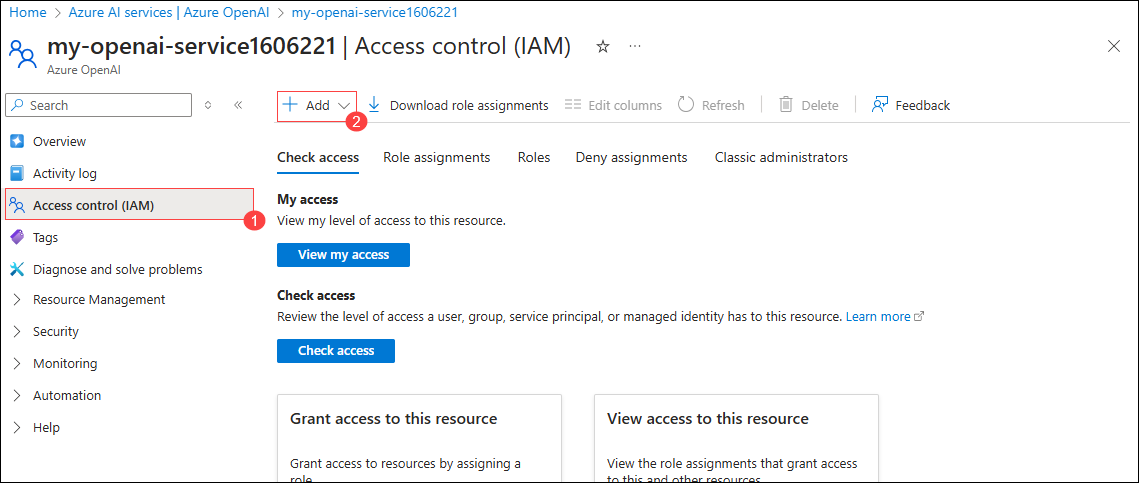 Home > Azure AI services | Azure OpenAI > my-openai-service1606221
my-openai-service1606221 | Access control (IAM)
Azure OpenAI
Search
Add
Download role assignments
Edit columns
Refresh
Delete
Feedback
2
Overview
Activity log
Access control (IAM)
1
Tags
Diagnose and solve problems
Resource Management
Security
Monitoring
Automation
Help
Check access
Role assignments
Roles
Deny assignments
Classic administrators
My access
View my level of access to this resource.
View my access
Check access
Review the level of access a user, group, service principal, or managed identity has to this resource. Learn more
Check access
Grant access to this resource
Grant access to resources by assigning a
role.
View access to this resource
View the role assignments that grant access
to this and other resources.